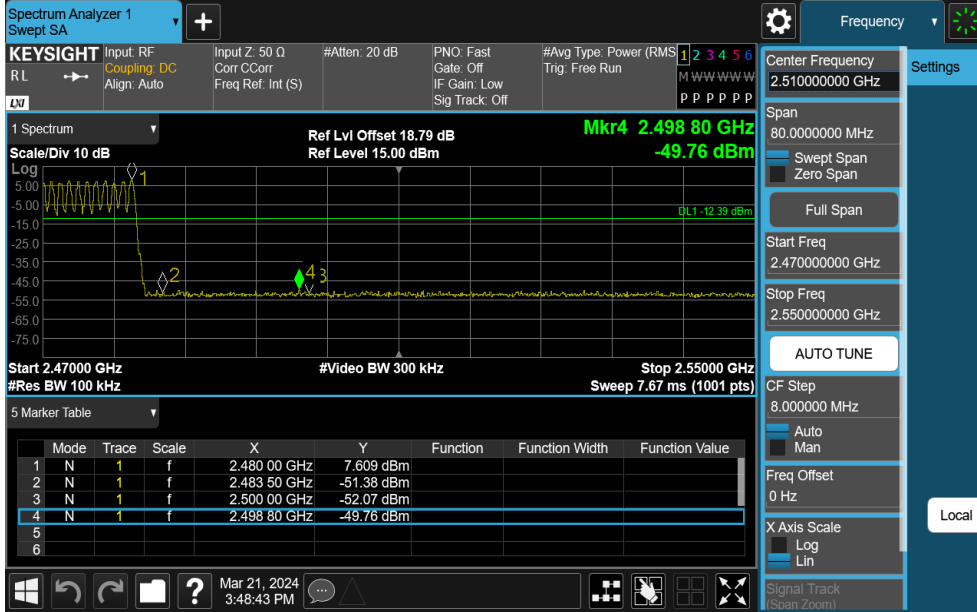 Spectrum Analyzer 1
Swept SA
+
Frequency
KEYSIGHT
R L
LXI
Input: RF
Coupling: DC
Align: Auto
Input Z: 50 Ω
Corr CCorr
Freq Ref: Int (S)
#Atten: 20 dB
PNO: Fast
Gate: Off
IF Gain: Low
Sig Track: Off
#Avg Type: Power (RMS
Trig: Free Run
1 2 3 4 5 6
M W W W W W
P P P P P P
1 Spectrum
Scale/Div 10 dB
Ref Lvl Offset 18.79 dB
Ref Level 15.00 dBm
Mkr4 2.498 80 GHz
-49.76 dBm
Log
5.00
-5.00
-15.0
-25.0
-35.0
-45.0
-55.0
-65.0
-75.0
1
2
4
3
DL1 -12.39 dBm
Start 2.47000 GHz
#Video BW 300 kHz
Stop 2.55000 GHz
#Res BW 100 kHz
Sweep 7.67 ms (1001 pts)
5 Marker Table
Mode Trace Scale X Y Function Function Width Function Value
1 N 1 f 2.480 00 GHz 7.609 dBm
2 N 1 f 2.483 50 GHz -51.38 dBm
3 N 1 f 2.500 00 GHz -52.07 dBm
4 N 1 f 2.498 80 GHz -49.76 dBm
5
6
?
Mar 21, 2024
3:48:43 PM
Center Frequency
2.510000000 GHz
Span
80.0000000 MHz
Swept Span
Zero Span
Full Span
Start Freq
2.470000000 GHz
Stop Freq
2.550000000 GHz
AUTO TUNE
CF Step
8.000000 MHz
Auto
Man
Freq Offset
0 Hz
X Axis Scale
Log
Lin
Signal Track
(Span Zoom)
Settings
Local